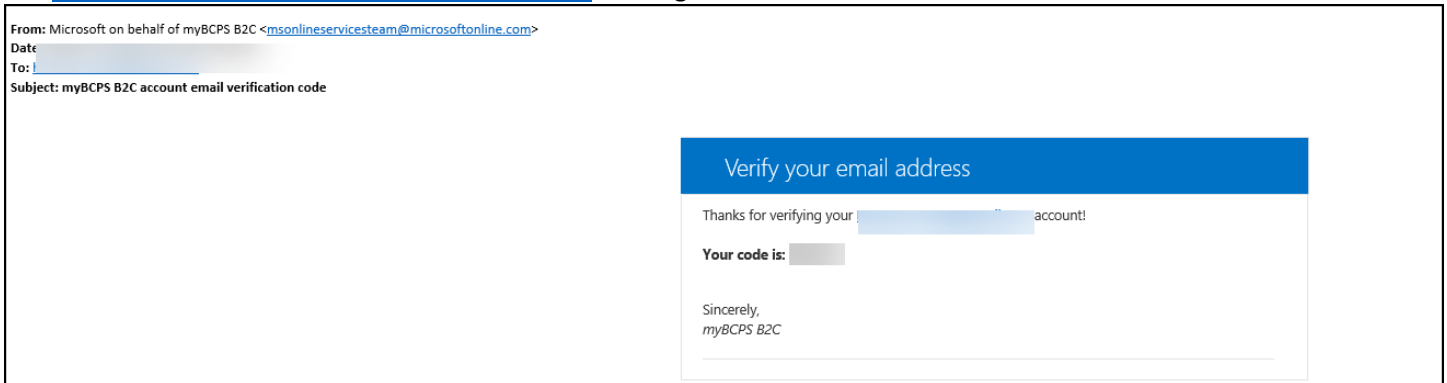 From: Microsoft on behalf of myBCPS B2C <msonlineservicesteam@microsoftonline.com>
Date
To:
Subject: myBCPS B2C account email verification code
Verify your email address
Thanks for verifying your account!
Your code is:
Sincerely,
myBCPS B2C